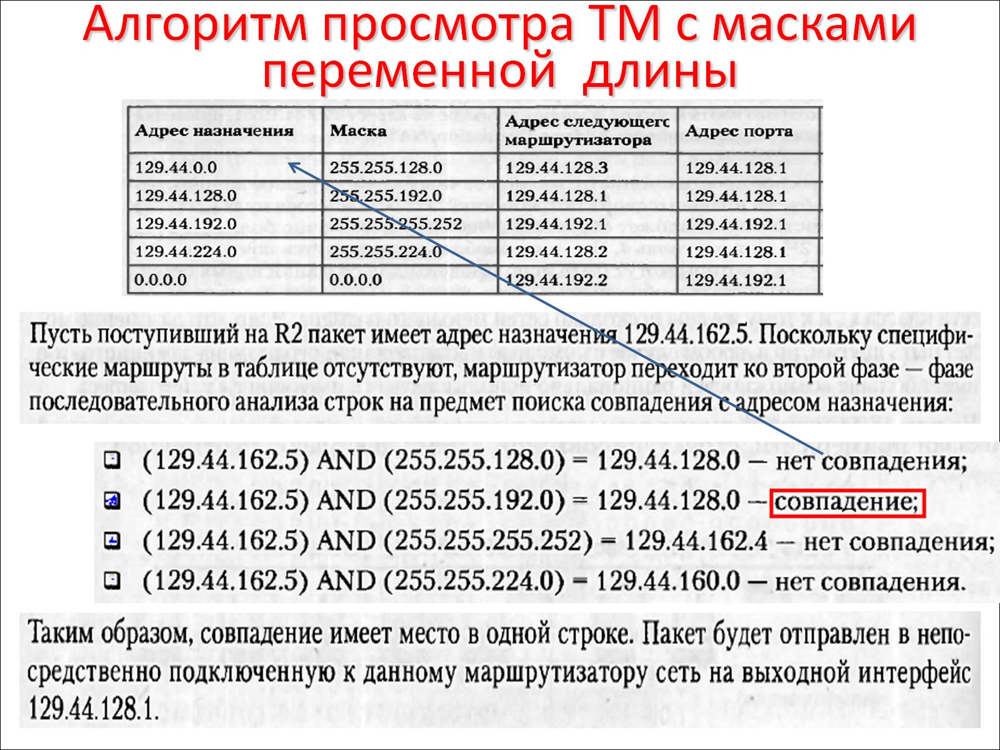 Алгоритм просмотра ТМ с масками
переменной длины
Адрес назначения Маска Адрес следующего маршрутизатора Адрес порта
129.44.0.0 255.255.128.0 129.44.128.3 129.44.128.1
129.44.128.0 255.255.192.0 129.44.128.1 129.44.128.1
129.44.192.0 255.255.255.252 129.44.192.1 129.44.192.1
129.44.224.0 255.255.224.0 129.44.128.2 129.44.128.1
0.0.0.0 0.0.0.0 129.44.192.2 129.44.192.1
Пусть поступивший на R2 пакет имеет адрес назначения 129.44.162.5. Поскольку специфи-
ческие маршруты в таблице отсутствуют, маршрутизатор переходит ко второй фазе — фазе
последовательного анализа строк на предмет поиска совпадения с адресом назначения:
(129.44.162.5) AND (255.255.128.0) = 129.44.128.0 — нет совпадения;
(129.44.162.5) AND (255.255.192.0) = 129.44.128.0 — совпадение;
(129.44.162.5) AND (255.255.255.252) = 129.44.162.4 — нет совпадения;
(129.44.162.5) AND (255.255.224.0) = 129.44.160.0 — нет совпадения.
Таким образом, совпадение имеет место в одной строке. Пакет будет отправлен в непо-
средственно подключенную к данному маршрутизатору сеть на выходной интерфейс
129.44.128.1.